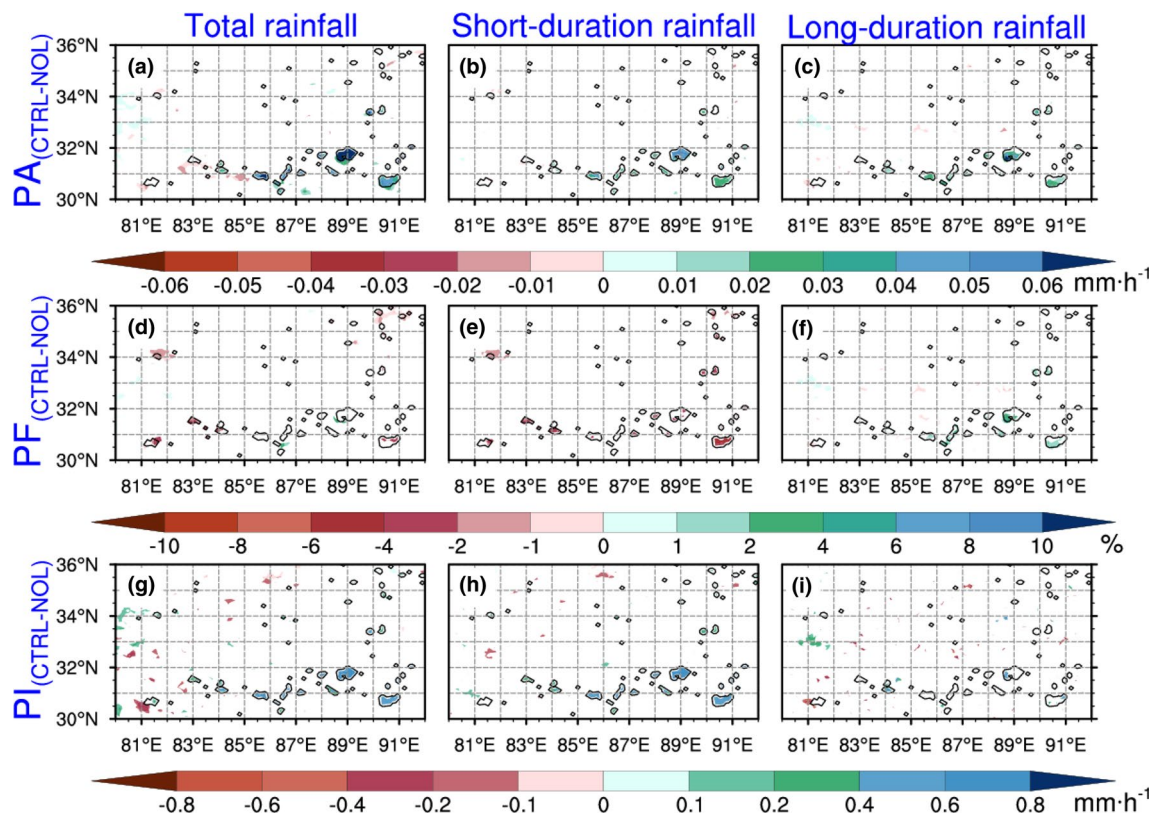 Total rainfall Short-duration rainfall Long-duration rainfall
PA(CTRL-NOL)
36°N (a) (b) (c)
34°N
32°N
30°N
81°E 83°E 85°E 87°E 89°E 91°E 81°E 83°E 85°E 87°E 89°E 91°E 81°E 83°E 85°E 87°E 89°E 91°E
-0.06 -0.05 -0.04 -0.03 -0.02 -0.01 0 0.01 0.02 0.03 0.04 0.05 0.06 mm·h⁻¹
PF(CTRL-NOL)
36°N (d) (e) (f)
34°N
32°N
30°N
81°E 83°E 85°E 87°E 89°E 91°E 81°E 83°E 85°E 87°E 89°E 91°E 81°E 83°E 85°E 87°E 89°E 91°E
-10 -8 -6 -4 -2 -1 0 1 2 4 6 8 10 %
PI(CTRL-NOL)
36°N (g) (h) (i)
34°N
32°N
30°N
81°E 83°E 85°E 87°E 89°E 91°E 81°E 83°E 85°E 87°E 89°E 91°E 81°E 83°E 85°E 87°E 89°E 91°E
-0.8 -0.6 -0.4 -0.2 -0.1 0 0.1 0.2 0.4 0.6 0.8 mm·h⁻¹